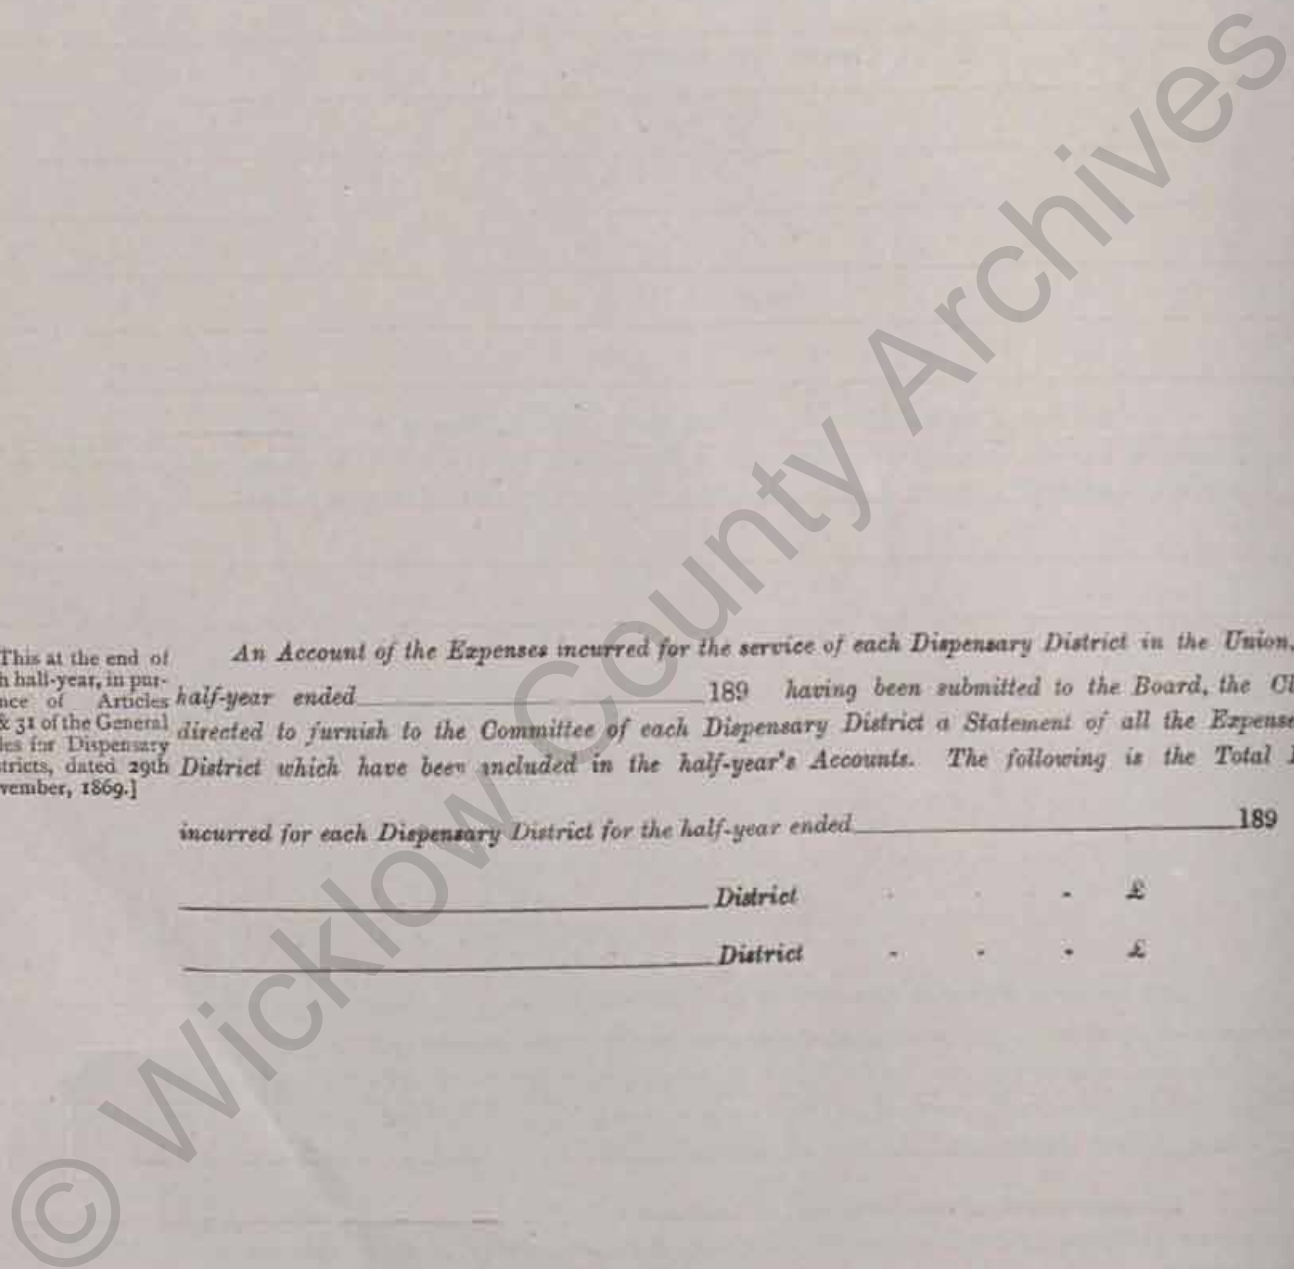 This at the end of
h half-year, in pur-
nce of Articles
& 31 of the General
les for Dispensary
tricts, dated 29th
vember, 1869.]
An Account of the Expenses incurred for the service of each Dispensary District in the Union,
half-year ended 189 having been submitted to the Board, the Cl
directed to furnish to the Committee of each Dispensary District a Statement of all the Expense
District which have been included in the half-year's Accounts. The following is the Total
incurred for each Dispensary District for the half-year ended 189
District - - - £
District - - - £
© Wicklow County Archives